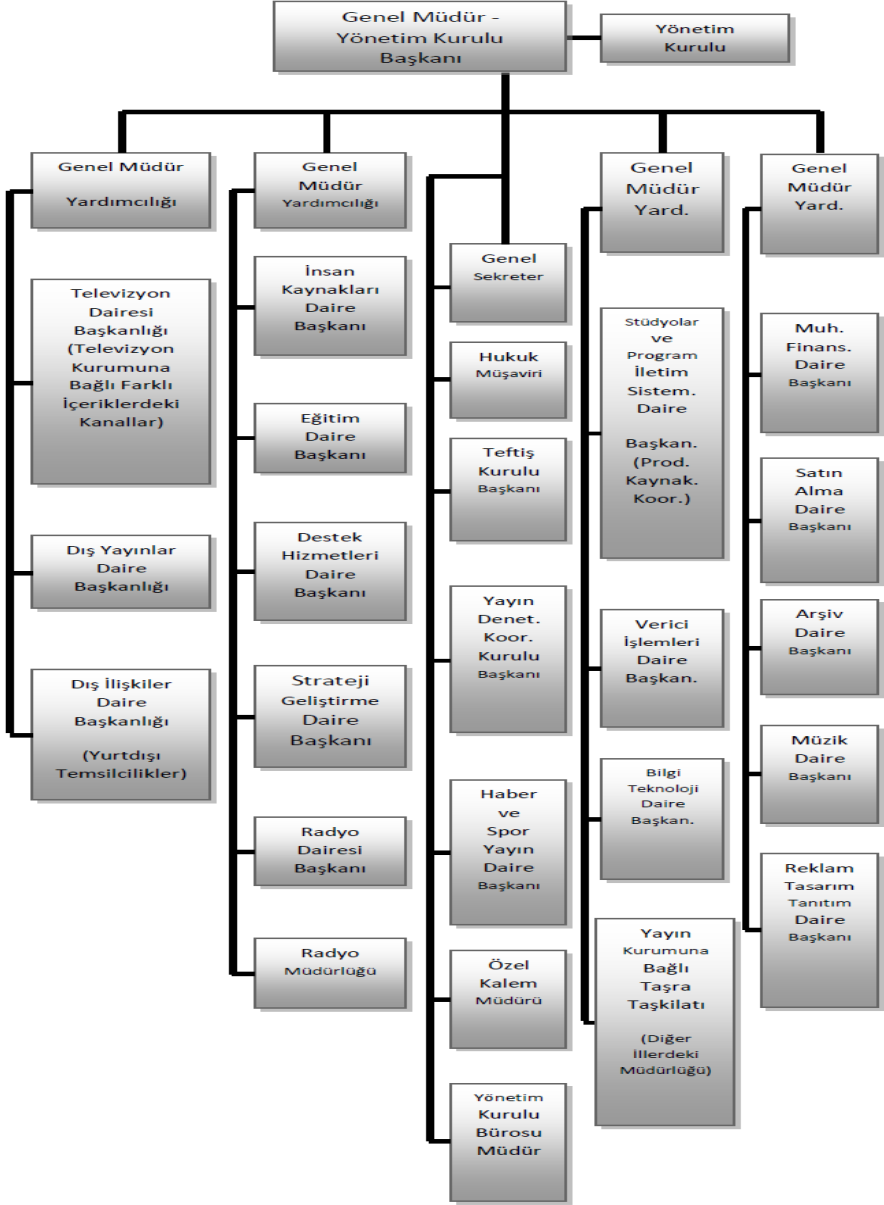 Genel Müdür -
Yönetim Kurulu
Başkanı
Yönetim
Kurulu
Genel Müdür
Yardımcılığı
Televizyon
Dairesi
Başkanlığı
(Televizyon
Kurumuna
Bağlı Farklı
İçeriklerdeki
Kanallar)
Dış Yayınlar
Daire
Başkanlığı
Dış İlişkiler
Daire
Başkanlığı
(Yurtdışı
Temsilcilikler)
Genel
Müdür
Yardımcılığı
İnsan
Kaynakları
Daire
Başkanı
Eğitim
Daire
Başkanı
Destek
Hizmetleri
Daire
Başkanı
Strateji
Geliştirme
Daire
Başkanı
Radyo
Dairesi
Başkanı
Radyo
Müdürlüğü
Genel
Sekreter
Hukuk
Müşaviri
Teftiş
Kurulu
Başkanı
Yayın
Denet.
Koor.
Kurulu
Başkanı
Haber
ve
Spor
Yayın
Daire
Başkanı
Özel
Kalem
Müdürü
Yönetim
Kurulu
Bürosu
Müdür
Genel
Müdür
Yard.
Stüdyolar
ve
Program
İletim
Sistem.
Daire
Başkan.
(Prod.
Kaynak.
Koor.)
Verici
İşlemleri
Daire
Başkan.
Bilgi
Teknoloji
Daire
Başkan.
Yayın
Kurumuna
Bağlı
Taşra
Taşkilatı
(Diğer
illerdeki
Müdürlüğü)
Genel
Müdür
Yard.
Muh.
Finans.
Daire
Başkanı
Satın
Alma
Daire
Başkanı
Arşiv
Daire
Başkanı
Müzik
Daire
Başkanı
Reklam
Tasarım
Tanıtım
Daire
Başkanı